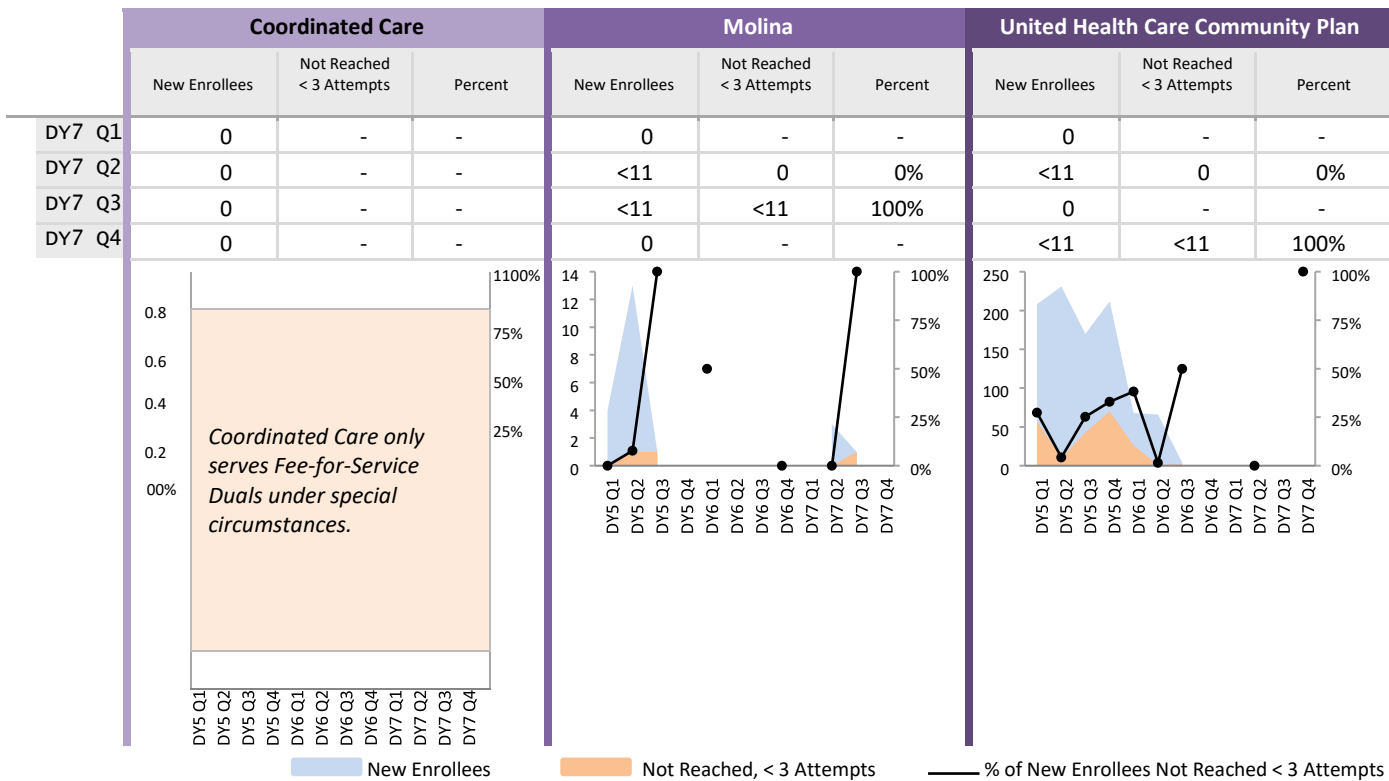 Coordinated Care Molina United Health Care Community Plan
New Enrollees Not Reached < 3 Attempts Percent New Enrollees Not Reached < 3 Attempts Percent New Enrollees Not Reached < 3 Attempts Percent
DY7 Q1 0 - - 0 - - 0 - -
DY7 Q2 0 - - <11 0 0% <11 0 0%
DY7 Q3 0 - - <11 <11 100% 0 - -
DY7 Q4 0 - - 0 - - <11 <11 100%
0.8
0.6
0.4
0.2
00%
1100%
75%
50%
25%
Coordinated Care only
serves Fee-for-Service
Duals under special
circumstances.
DY5 Q1
DY5 Q2
DY5 Q3
DY5 Q4
DY6 Q1
DY6 Q2
DY6 Q3
DY6 Q4
DY7 Q1
DY7 Q2
DY7 Q3
DY7 Q4
14
12
10
8
6
4
2
0
100%
75%
50%
25%
0%
DY5 Q1
DY5 Q2
DY5 Q3
DY5 Q4
DY6 Q1
DY6 Q2
DY6 Q3
DY6 Q4
DY7 Q1
DY7 Q2
DY7 Q3
DY7 Q4
250
200
150
100
50
0
100%
75%
50%
25%
0%
DY5 Q1
DY5 Q2
DY5 Q3
DY5 Q4
DY6 Q1
DY6 Q2
DY6 Q3
DY6 Q4
DY7 Q1
DY7 Q2
DY7 Q3
DY7 Q4
New Enrollees Not Reached, < 3 Attempts % of New Enrollees Not Reached < 3 Attempts